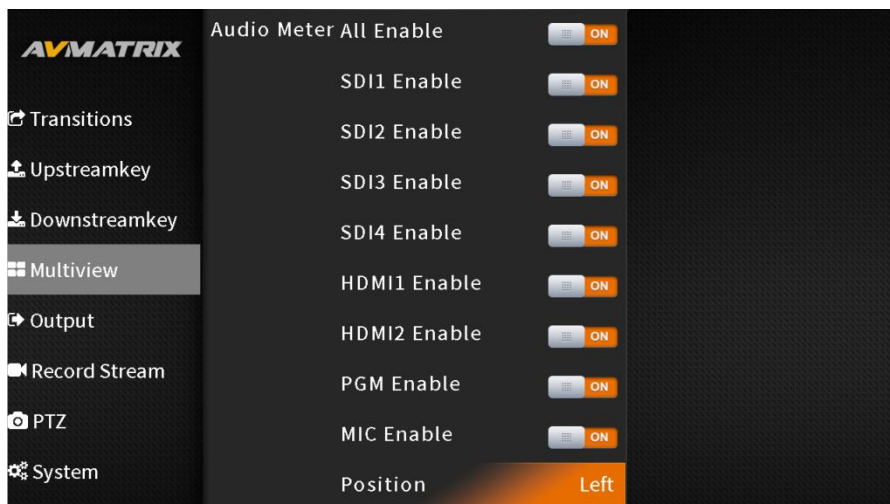 AVMATRIX
Transitions
Upstreamkey
Downstreamkey
Multiview
Output
Record Stream
PTZ
System
Audio Meter All Enable ON
SDI1 Enable ON
SDI2 Enable ON
SDI3 Enable ON
SDI4 Enable ON
HDMI1 Enable ON
HDMI2 Enable ON
PGM Enable ON
MIC Enable ON
Position Left